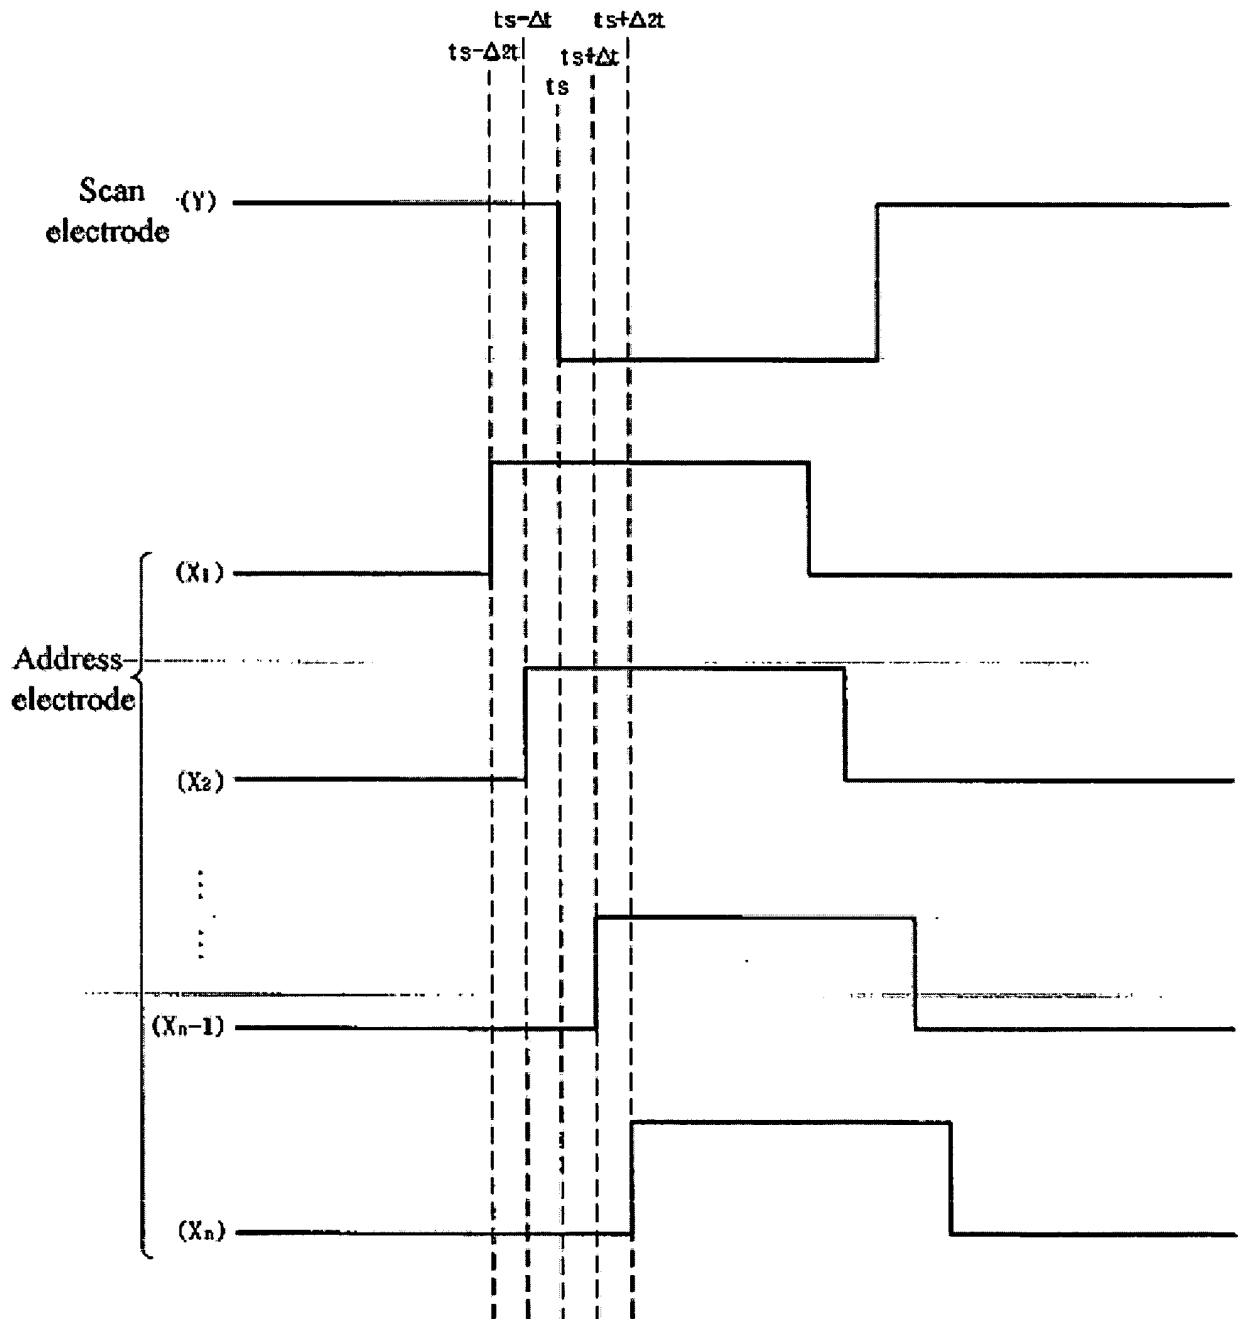 ts-Δt ts+Δ2t
ts-Δ2t ts+Δt
ts
Scan
electrode
(Y)
(X1)
Address
electrode
(X2)
(Xn-1)
(Xn)